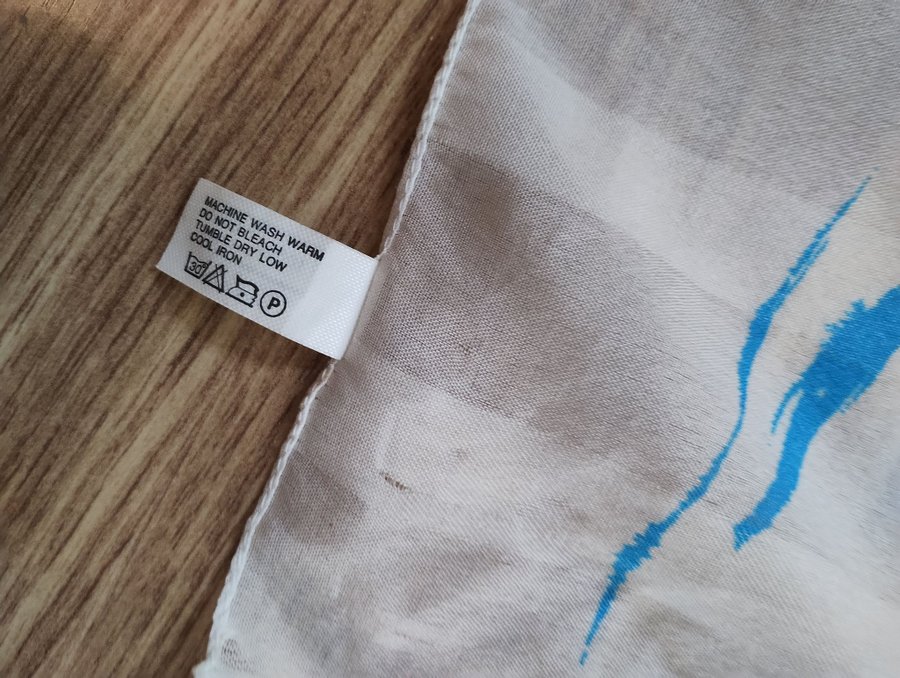 MACHINE WASH WARM
DO NOT BLEACH
TUMBLE DRY LOW
COOL IRON
30° P